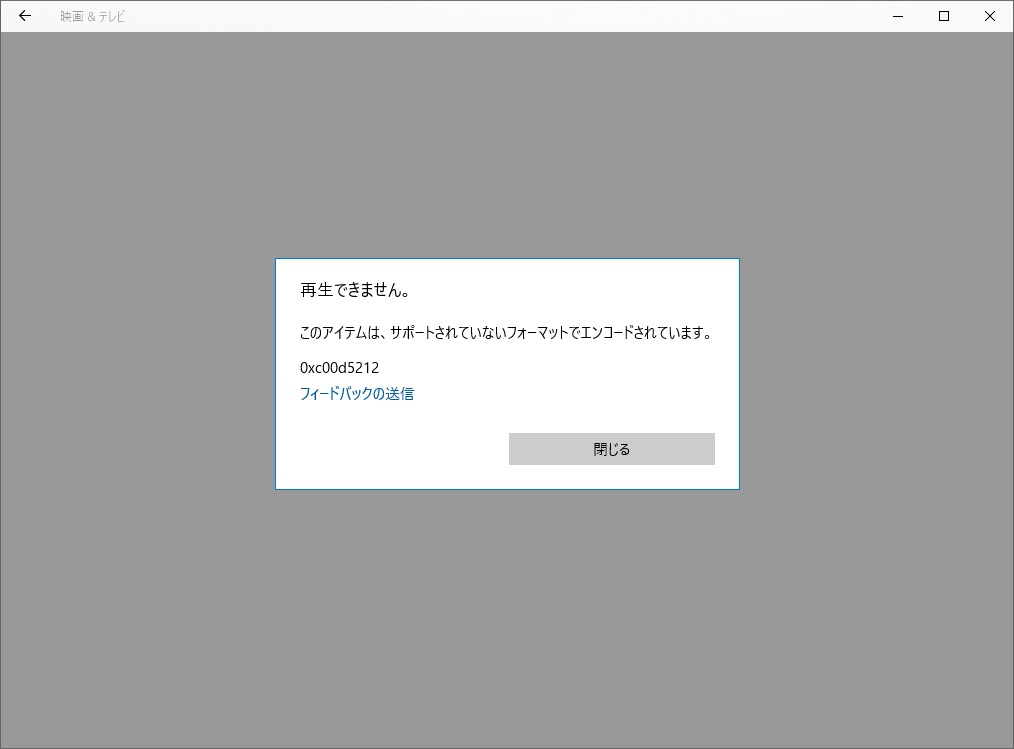 映画 & テレビ
再生できません。
このアイテムは、サポートされていないフォーマットでエンコードされています。
0xc00d5212
フィードバックの送信
閉じる